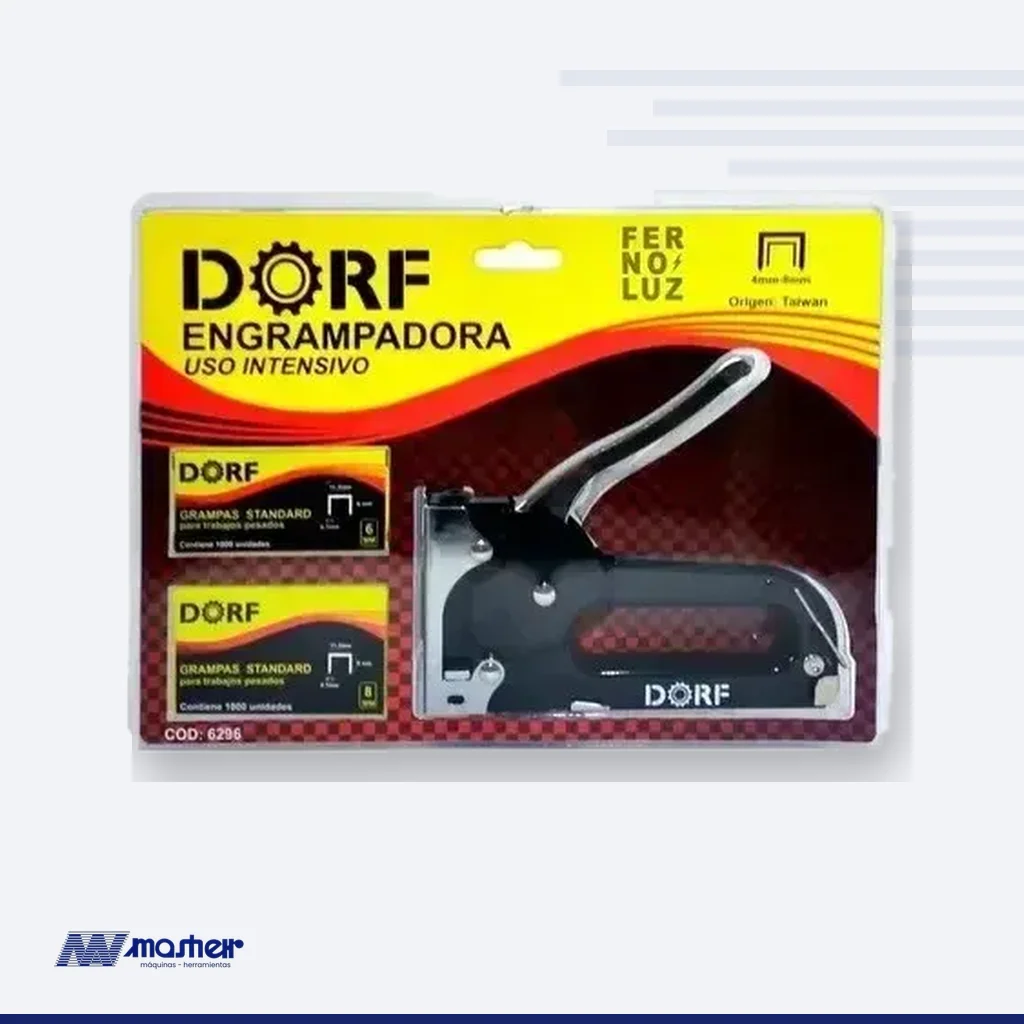 DORF
ENGRAMPADORA
USO INTENSIVO
FER
NO
LUZ
4mm-8mm
Origen: Taiwan
DORF
GRAMPAS STANDARD
para trabajos pesados
Contiene 1000 unidades
6
DORF
GRAMPAS STANDARD
para trabajos pesados
Contiene 1000 unidades
8
DORF
COD: 6296
masherr
máquinas - herramientas